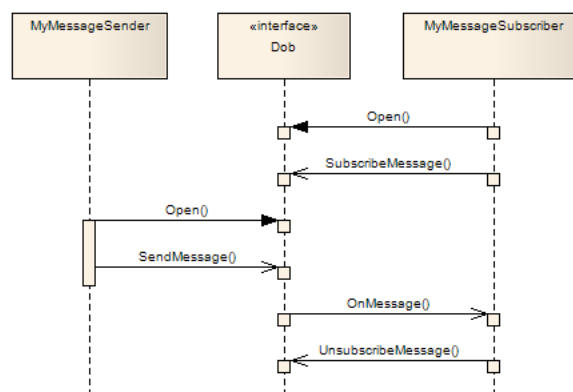 MyMessageSender
«interface»
Dob
MyMessageSubscriber
Open()
SubscribeMessage()
Open()
SendMessage()
OnMessage()
UnsubscribeMessage()